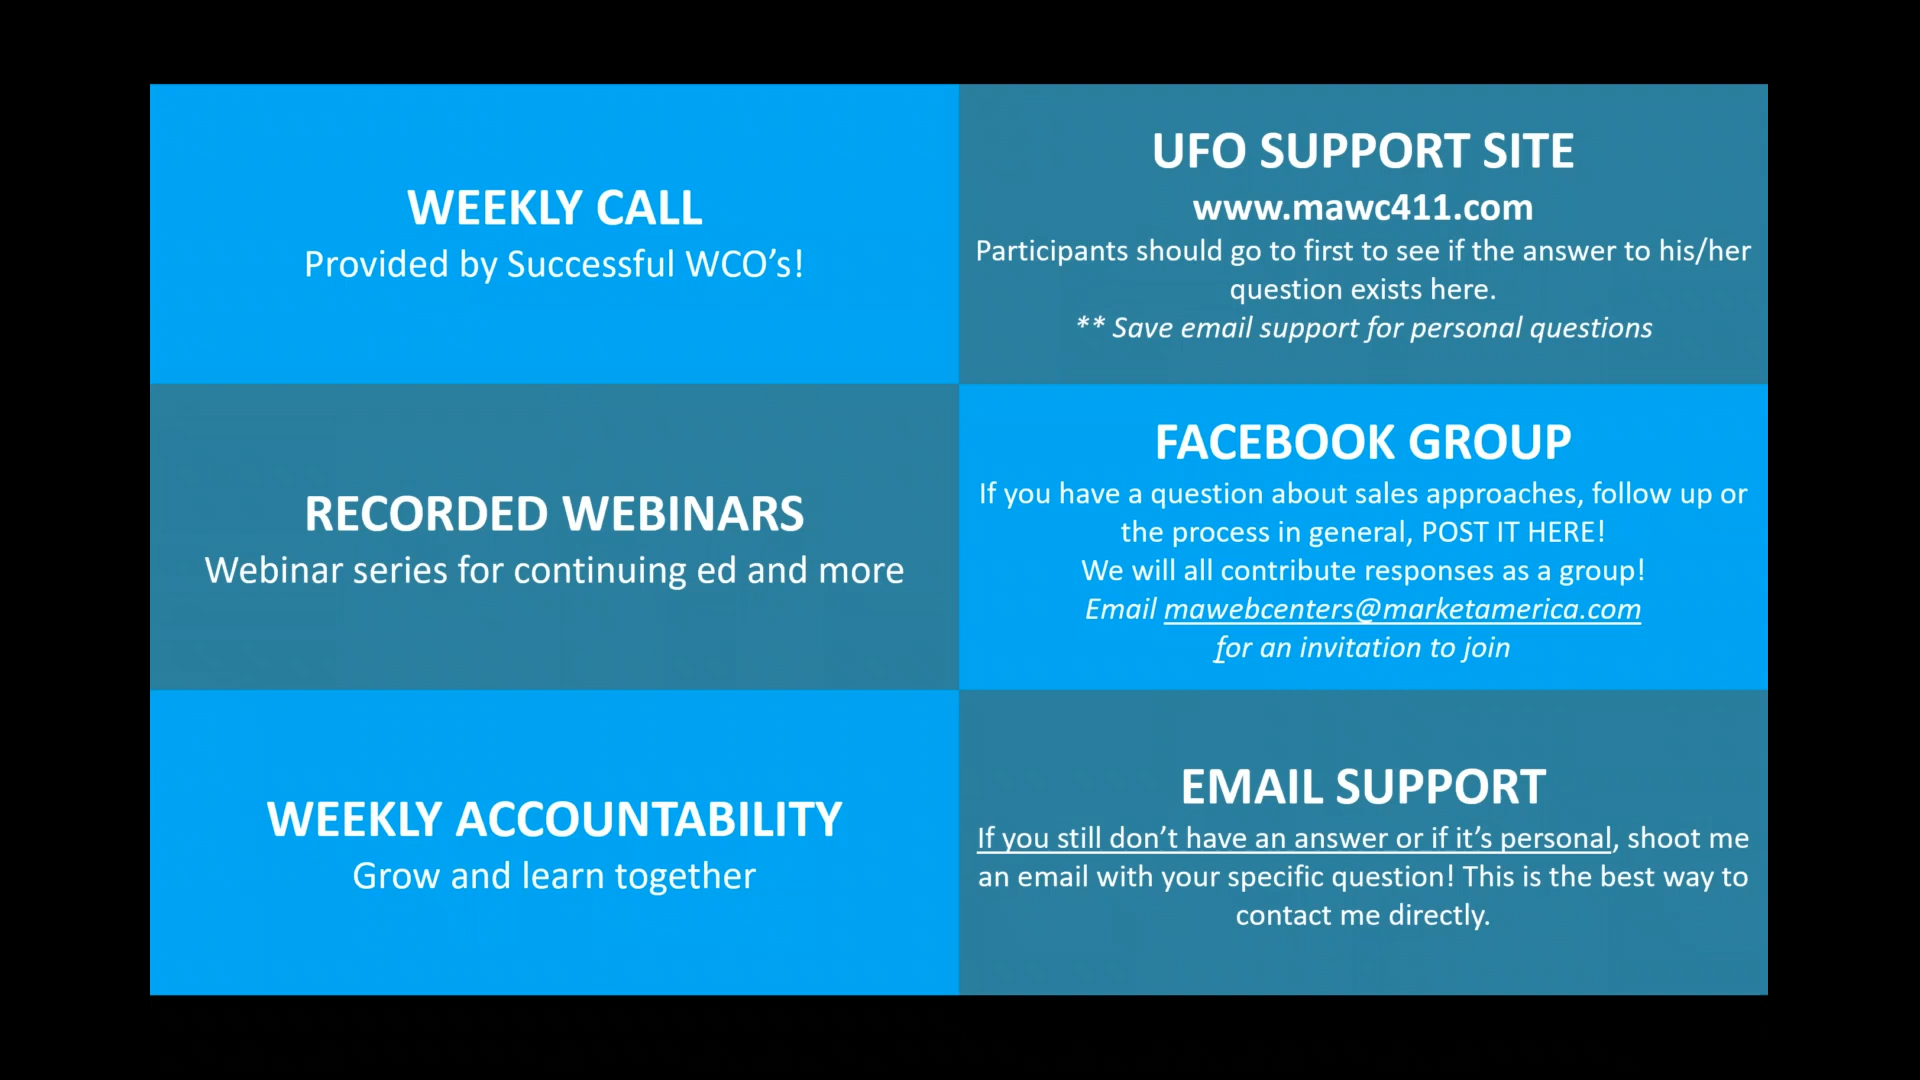 WEEKLY CALL
Provided by Successful WCO’s!
UFO SUPPORT SITE
www.mawc411.com
Participants should go to first to see if the answer to his/her
question exists here.
** Save email support for personal questions
RECORDED WEBINARS
Webinar series for continuing ed and more
FACEBOOK GROUP
If you have a question about sales approaches, follow up or
the process in general, POST IT HERE!
We will all contribute responses as a group!
Email mawebcenters@marketamerica.com
for an invitation to join
WEEKLY ACCOUNTABILITY
Grow and learn together
EMAIL SUPPORT
If you still don’t have an answer or if it’s personal, shoot me
an email with your specific question! This is the best way to
contact me directly.